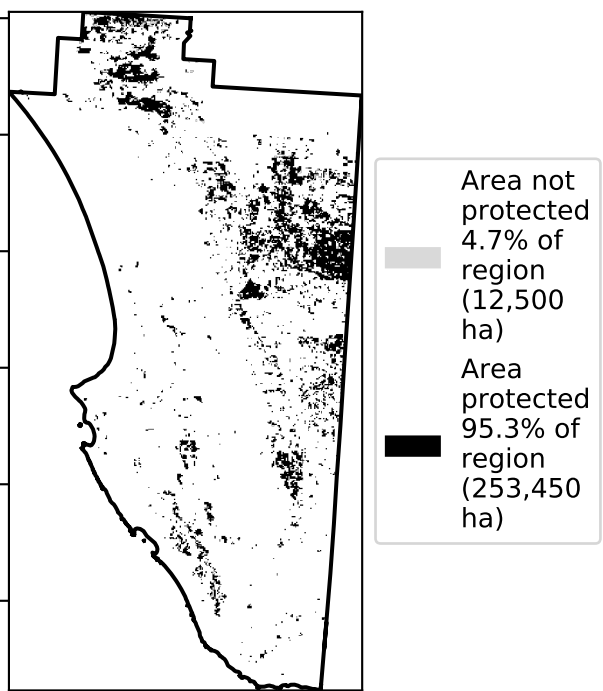 Area not
protected
4.7% of
region
(12,500
ha)
Area
protected
95.3% of
region
(253,450
ha)